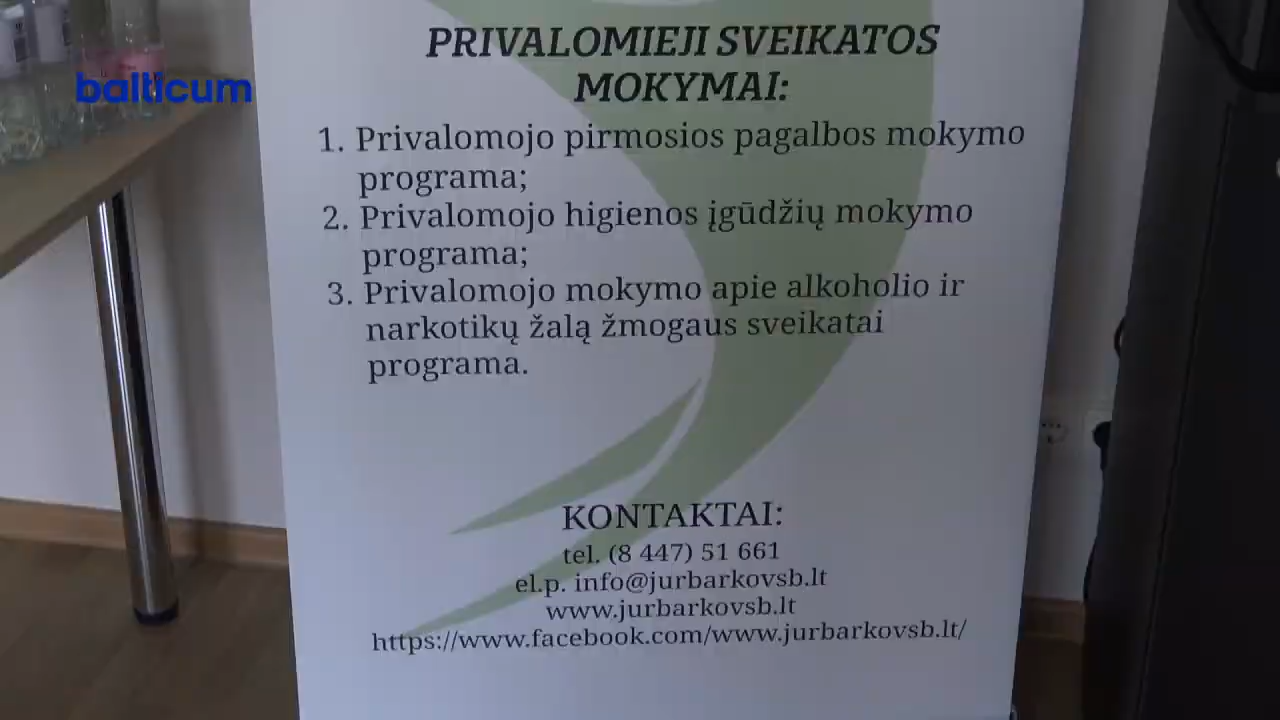 balticum
PRIVALOMIEJI SVEIKATOS
MOKYMAI:
1. Privalomojo pirmosios pagalbos mokymo
programa;
2. Privalomojo higienos įgūdžių mokymo
programa;
3. Privalomojo mokymo apie alkoholio ir
narkotikų žalą žmogaus sveikatai
programa.
KONTAKTAI:
tel. (8 447) 51 661
el.p. info@jurbarkovsb.lt
www.jurbarkovsb.lt
https://www.facebook.com/www.jurbarkovsb.lt/